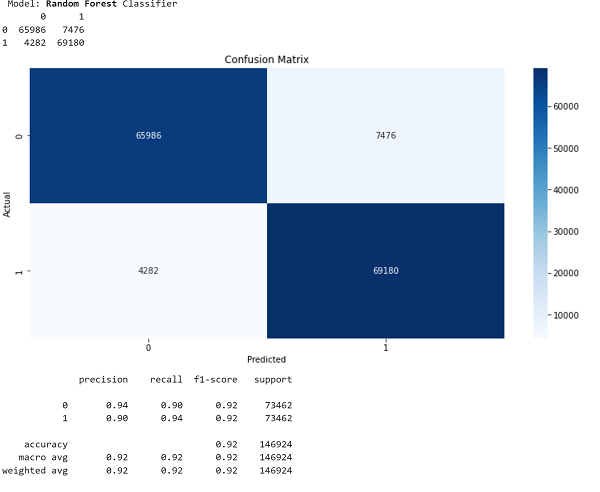 Model: Random Forest Classifier
0 1
0 65986 7476
1 4282 69180
Confusion Matrix
65986 7476
4282 69180
0
1
Actual
0 1
Predicted
60000
50000
40000
30000
20000
10000
precision recall f1-score support
0 0.94 0.90 0.92 73462
1 0.90 0.94 0.92 73462
accuracy 0.92 146924
macro avg 0.92 0.92 0.92 146924
weighted avg 0.92 0.92 0.92 146924